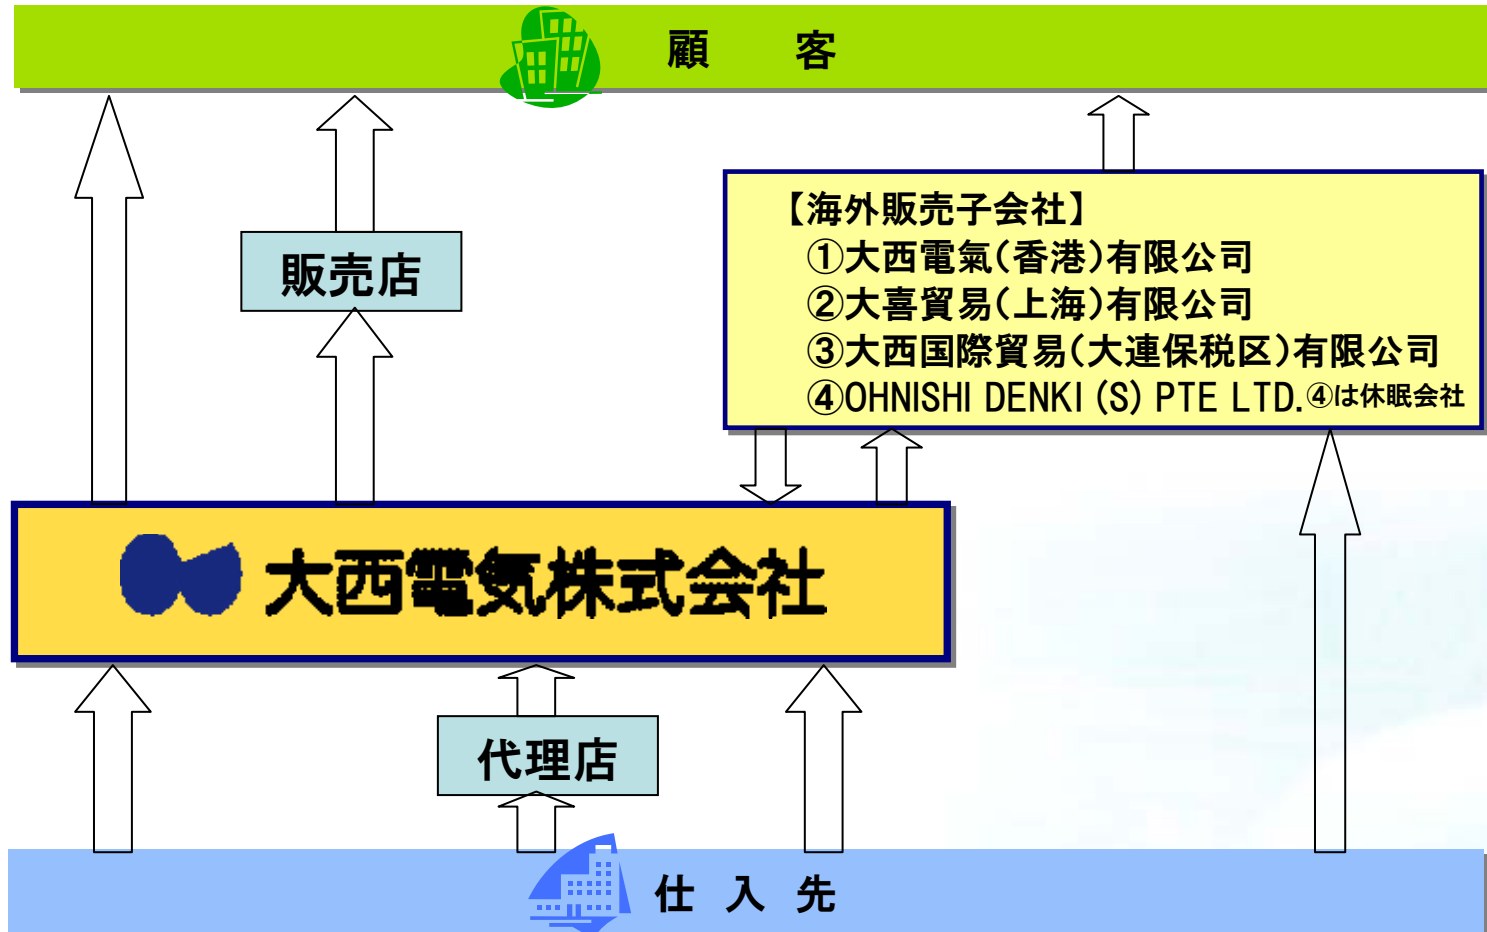 顧　客
【海外販売子会社】
①大西電氣(香港)有限公司
②大喜貿易(上海)有限公司
③大西国際貿易(大連保税区)有限公司
④OHNISHI DENKI (S) PTE LTD.④は休眠会社
販売店
大西電気株式会社
代理店
仕 入 先